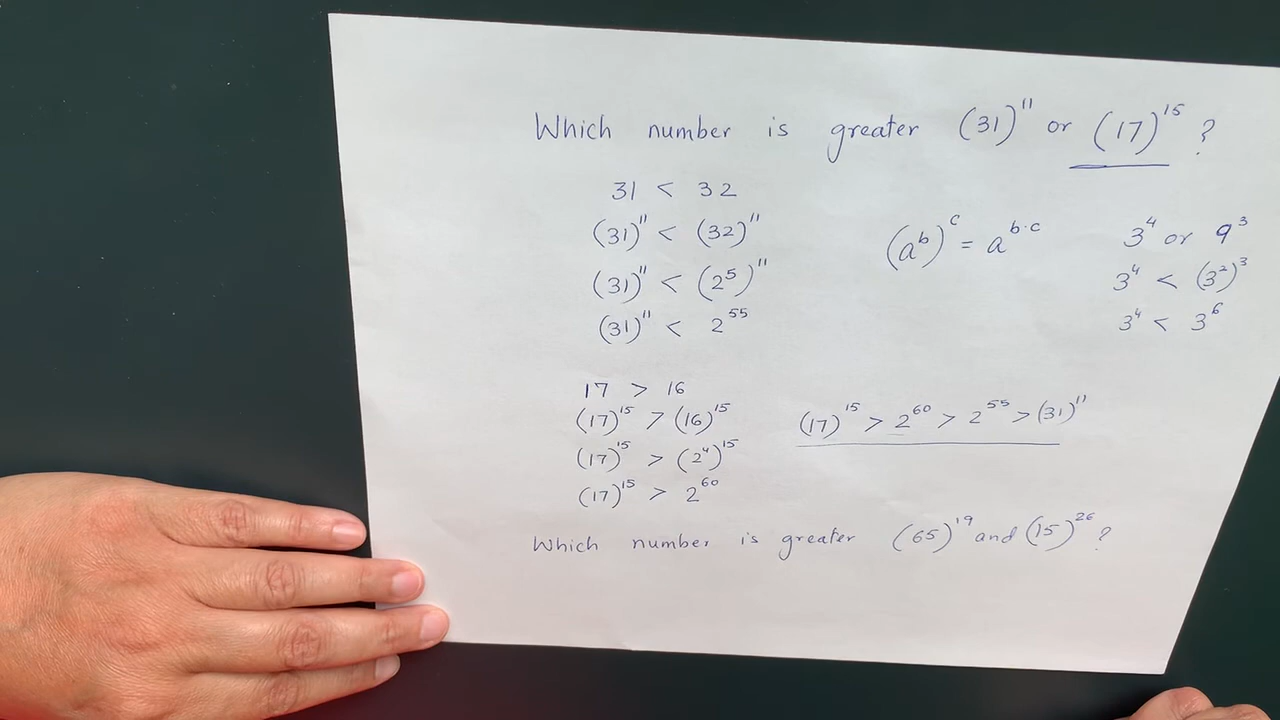 Which number is greater (31)^11 or (17)^15 ?
31 < 32
(31)^11 < (32)^11
(31)^11 < (2^5)^11
(31)^11 < 2^55
(a^b)^c = a^b·c
3^4 or 9^3
3^4 < (3^2)^3
3^4 < 3^6
17 > 16
(17)^15 > (16)^15
(17)^15 > (2^4)^15
(17)^15 > 2^60
(17)^15 > 2^60 > 2^55 > (31)^11
Which number is greater (65)^19 and (15)^26 ?